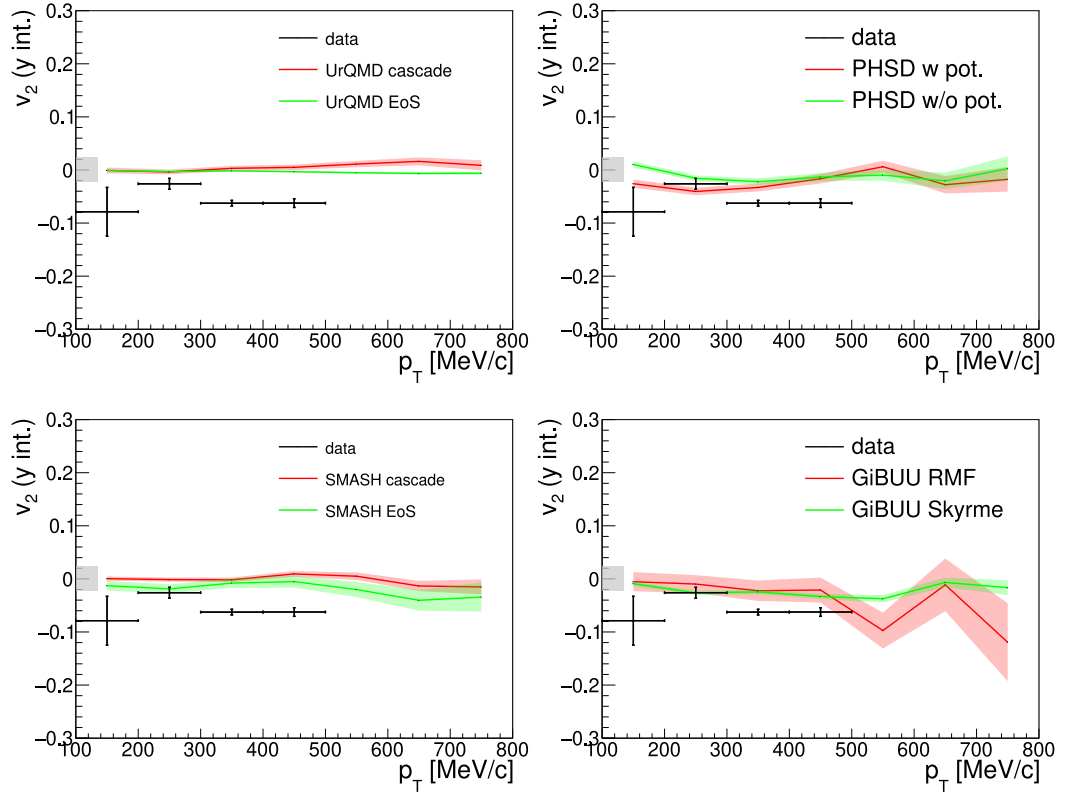 v2 (y int.)
0.3
0.2
0.1
0
−0.1
−0.2
−0.3
data
UrQMD cascade
UrQMD EoS
100 200 300 400 500 600 700 800
pT [MeV/c]
v2 (y int.)
0.3
0.2
0.1
0
−0.1
−0.2
−0.3
data
PHSD w pot.
PHSD w/o pot.
100 200 300 400 500 600 700 800
pT [MeV/c]
v2 (y int.)
0.3
0.2
0.1
0
−0.1
−0.2
−0.3
data
SMASH cascade
SMASH EoS
100 200 300 400 500 600 700 800
pT [MeV/c]
v2 (y int.)
0.3
0.2
0.1
0
−0.1
−0.2
−0.3
data
GiBUU RMF
GiBUU Skyrme
100 200 300 400 500 600 700 800
pT [MeV/c]